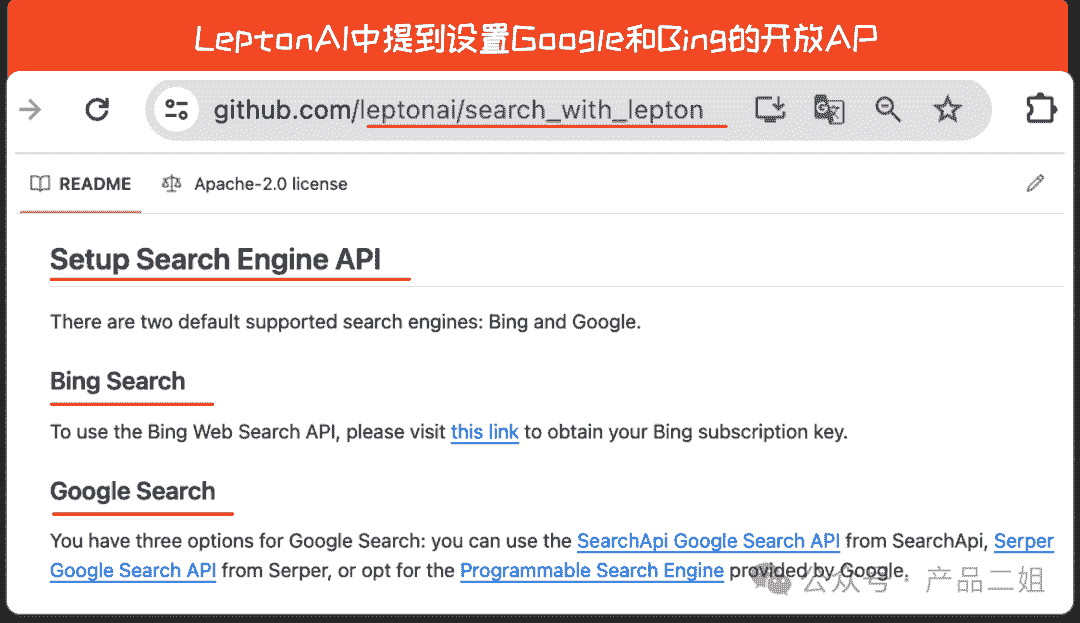 LeptonAI中提到设置Google和Bing的开放AP
github.com/leptonai/search_with_lepton
README Apache-2.0 license
Setup Search Engine API
There are two default supported search engines: Bing and Google.
Bing Search
To use the Bing Web Search API, please visit this link to obtain your Bing subscription key.
Google Search
You have three options for Google Search: you can use the SearchApi Google Search API from SearchApi, Serper
Google Search API from Serper, or opt for the Programmable Search Engine provided by Google.
公众号 · 产品二姐